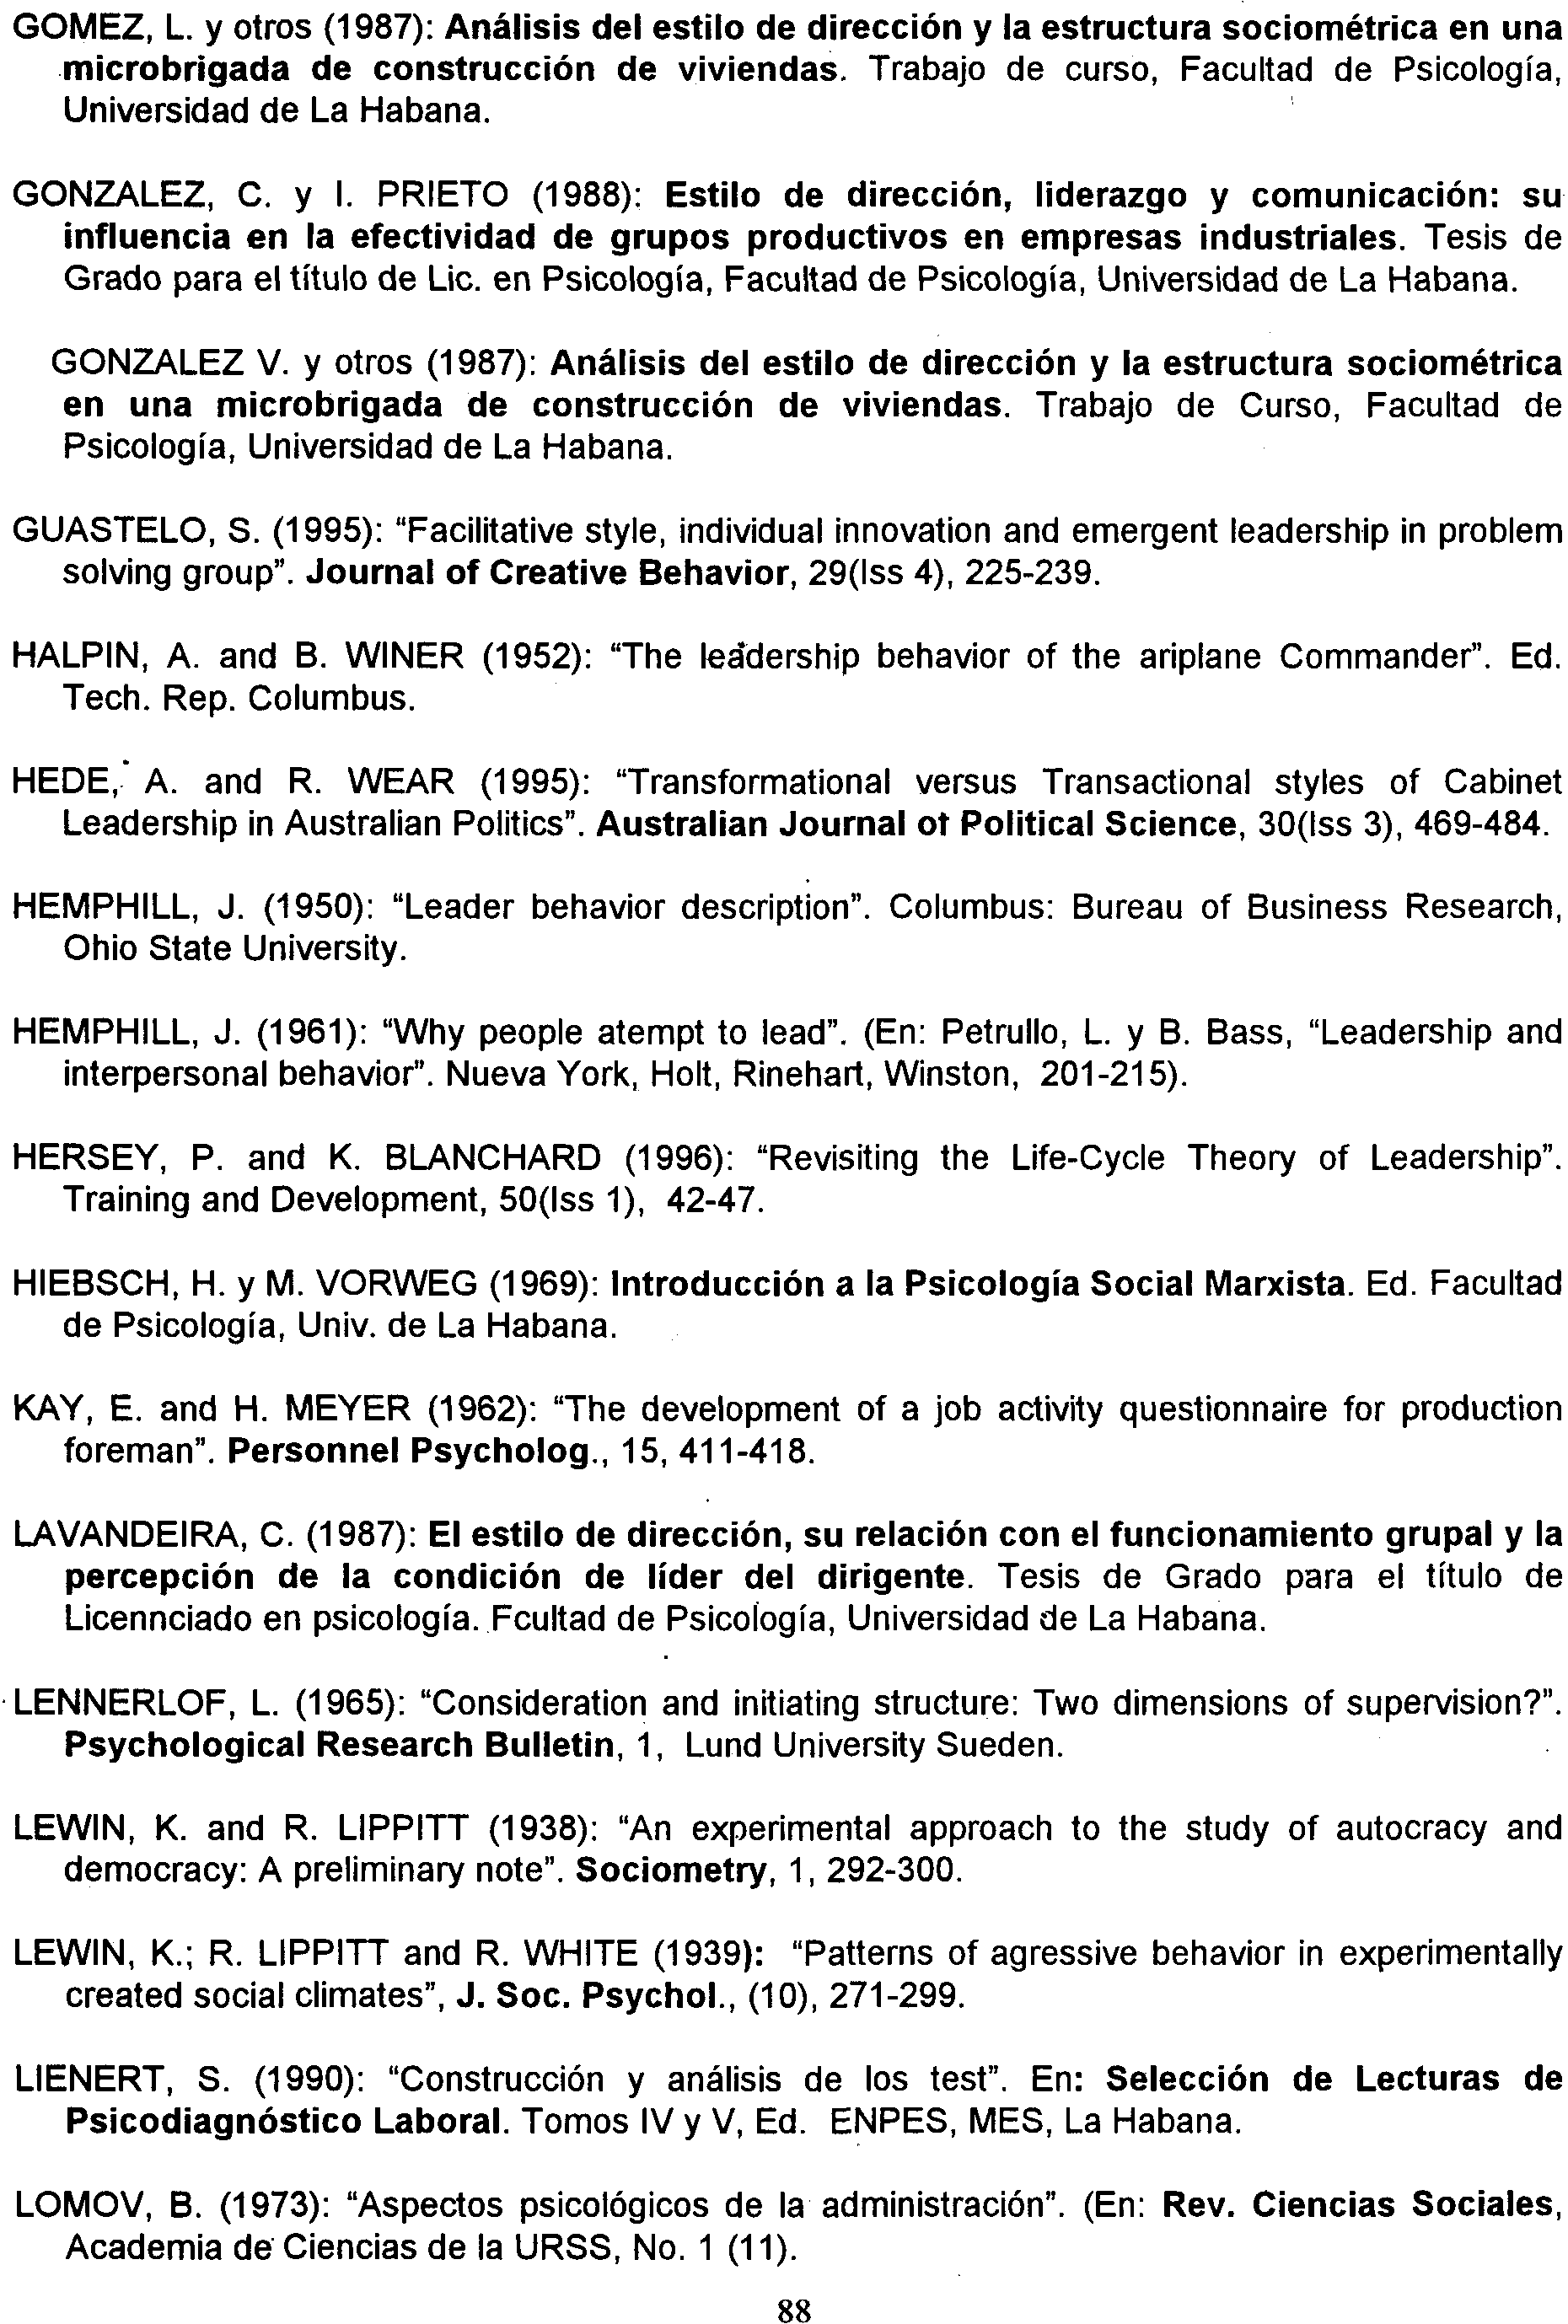 GOMEZ, L. y otros (1987): Análisis del estilo de dirección y la estructura sociométrica en una
microbrigada de construcción de viviendas. Trabajo de curso, Facultad de Psicología,
Universidad de La Habana.
GONZALEZ, C. y I. PRIETO (1988): Estilo de dirección, liderazgo y comunicación: su
influencia en la efectividad de grupos productivos en empresas industriales. Tesis de
Grado para el título de Lic. en Psicología, Facultad de Psicología, Universidad de La Habana.
GONZALEZ V. y otros (1987): Análisis del estilo de dirección y la estructura sociométrica
en una microbrigada de construcción de viviendas. Trabajo de Curso, Facultad de
Psicología, Universidad de La Habana.
GUASTELO, S. (1995): “Facilitative style, individual innovation and emergent leadership in problem
solving group”. Journal of Creative Behavior, 29(Iss 4), 225-239.
HALPIN, A. and B. WINER (1952): “The leadership behavior of the ariplane Commander”. Ed.
Tech. Rep. Columbus.
HEDE, A. and R. WEAR (1995): “Transformational versus Transactional styles of Cabinet
Leadership in Australian Politics”. Australian Journal of Political Science, 30(Iss 3), 469-484.
HEMPHILL, J. (1950): “Leader behavior description”. Columbus: Bureau of Business Research,
Ohio State University.
HEMPHILL, J. (1961): “Why people atempt to lead”. (En: Petrullo, L. y B. Bass, “Leadership and
interpersonal behavior”. Nueva York, Holt, Rinehart, Winston, 201-215).
HERSEY, P. and K. BLANCHARD (1996): “Revisiting the Life-Cycle Theory of Leadership”.
Training and Development, 50(Iss 1), 42-47.
HIEBSCH, H. y M. VORWEG (1969): Introducción a la Psicología Social Marxista. Ed. Facultad
de Psicología, Univ. de La Habana.
KAY, E. and H. MEYER (1962): “The development of a job activity questionnaire for production
foreman”. Personnel Psycholog., 15, 411-418.
LAVANDEIRA, C. (1987): El estilo de dirección, su relación con el funcionamiento grupal y la
percepción de la condición de líder del dirigente. Tesis de Grado para el título de
Licennciado en psicología. Fcultad de Psicología, Universidad de La Habana.
LENNERLOF, L. (1965): “Consideration and initiating structure: Two dimensions of supervision?”.
Psychological Research Bulletin, 1, Lund University Sueden.
LEWIN, K. and R. LIPPITT (1938): “An experimental approach to the study of autocracy and
democracy: A preliminary note”. Sociometry, 1, 292-300.
LEWIN, K.; R. LIPPITT and R. WHITE (1939): “Patterns of agressive behavior in experimentally
created social climates”, J. Soc. Psychol., (10), 271-299.
LIENERT, S. (1990): “Construcción y análisis de los test”. En: Selección de Lecturas de
Psicodiagnóstico Laboral. Tomos IV y V, Ed. ENPES, MES, La Habana.
LOMOV, B. (1973): “Aspectos psicológicos de la administración”. (En: Rev. Ciencias Sociales,
Academia de Ciencias de la URSS, No. 1 (11).
88